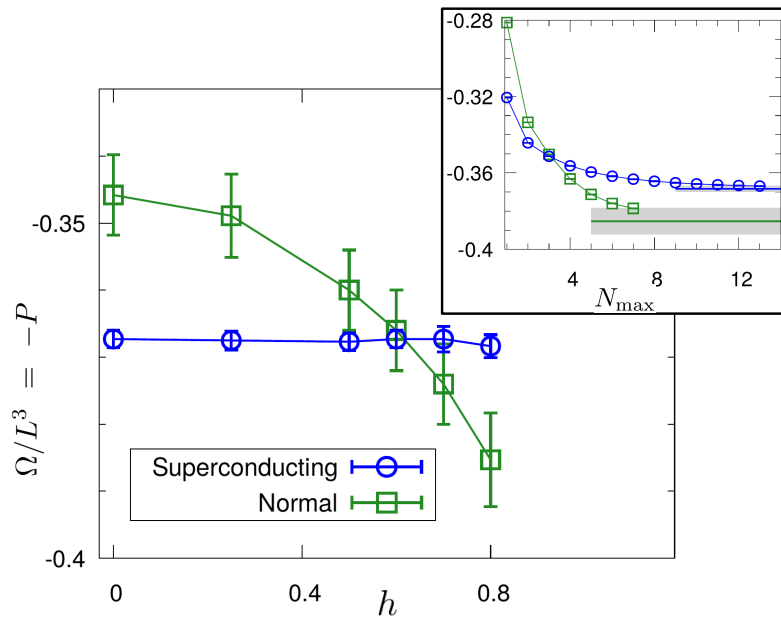 -0.28
-0.32
-0.36
-0.4
4 8 12
N_max
-0.35
-0.4
Ω/L³ = −P
Superconducting
Normal
0 0.4 0.8
h